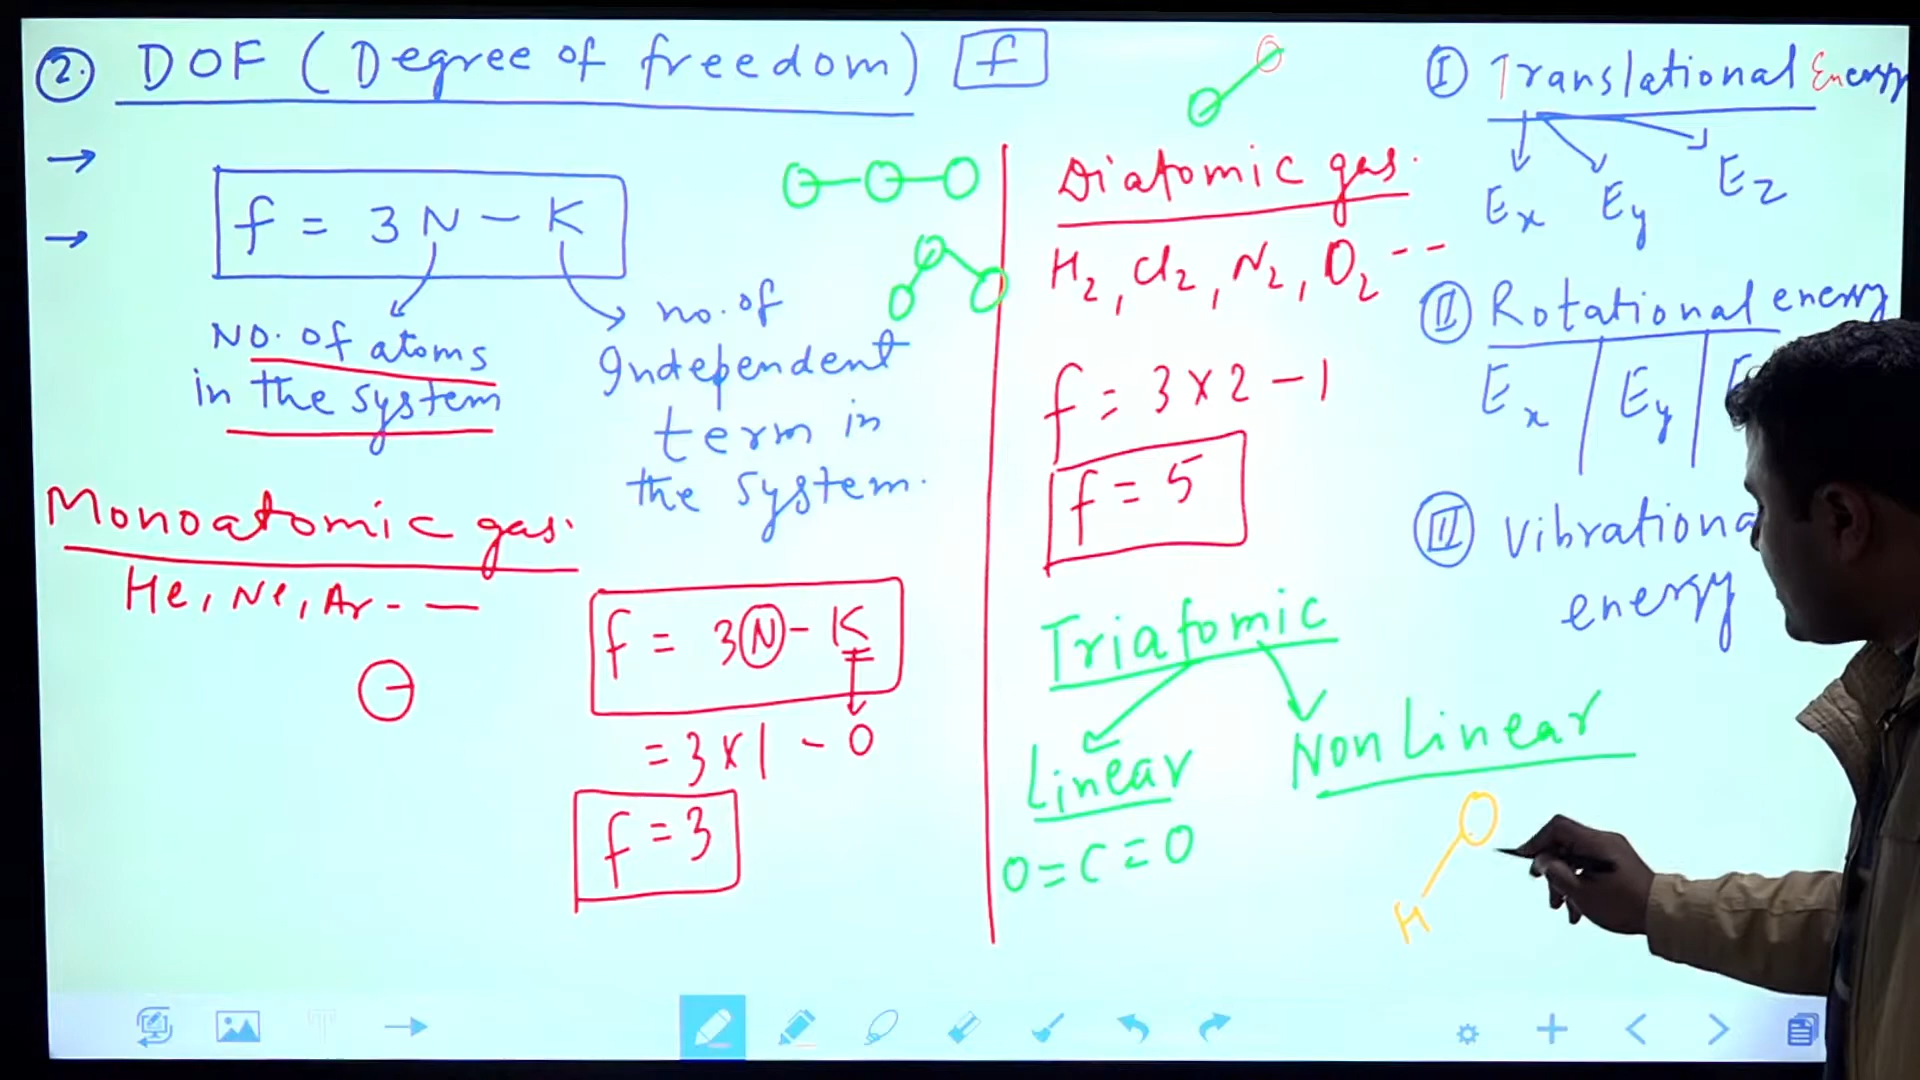 2. DOF (Degree of freedom) f
f = 3N - K
No. of atoms
in the system
no. of
Independent
term in
the system.
Monoatomic gas.
He, Ne, Ar - —
f = 3N - K
= 3 x 1 - 0
f = 3
Diatomic gas.
H2, Cl2, N2, O2 --
f = 3 x 2 - 1
f = 5
Triatomic
Linear
Non Linear
O = C = O
O
H
I Translational Energy
Ex Ey Ez
II Rotational energy
Ex Ey
III Vibrationa
energy